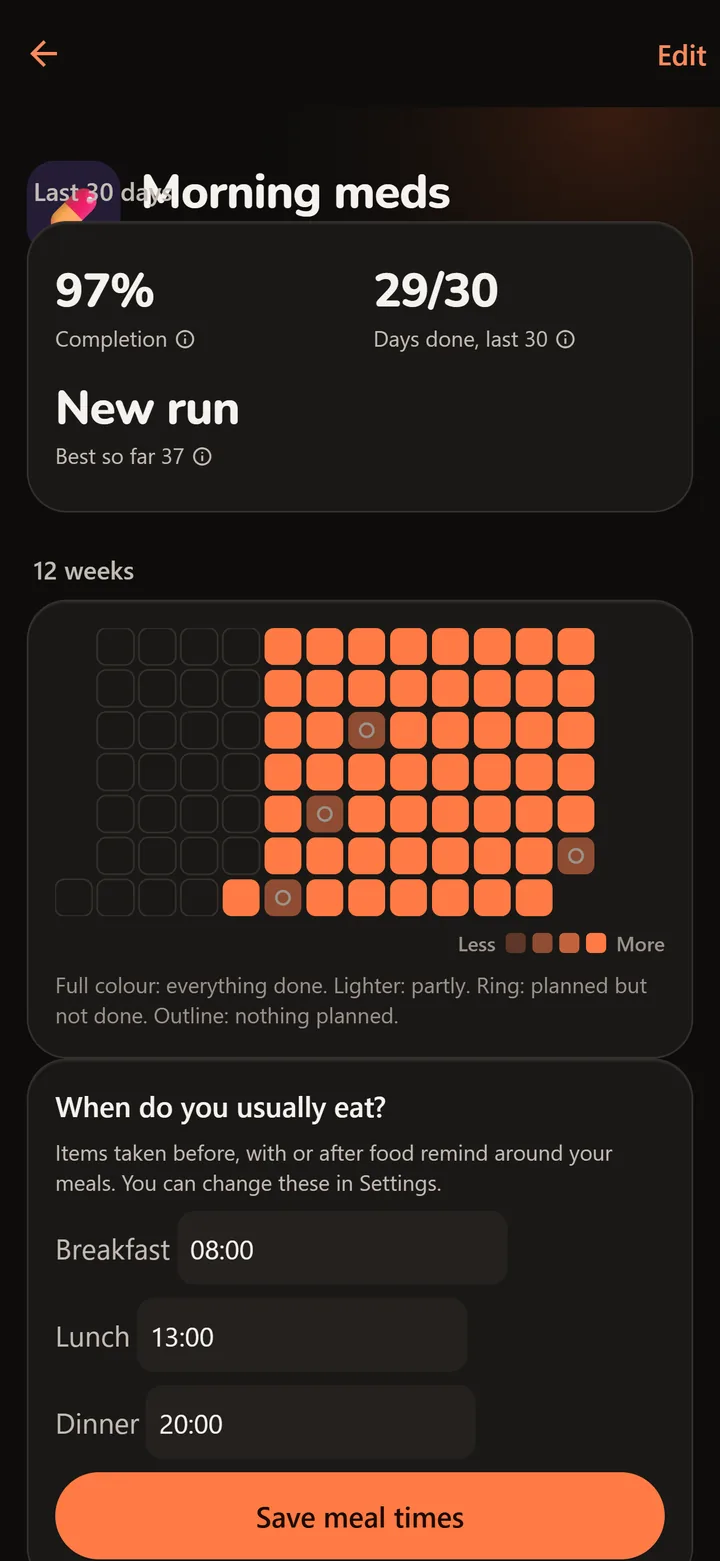 Edit
Last 30 days
Morning meds
97%
29/30
Completion
Days done, last 30
New run
Best so far 37
12 weeks
Less
More
Full colour: everything done. Lighter: partly. Ring: planned but
not done. Outline: nothing planned.
When do you usually eat?
Items taken before, with or after food remind around your
meals. You can change these in Settings.
Breakfast 08:00
Lunch 13:00
Dinner 20:00
Save meal times